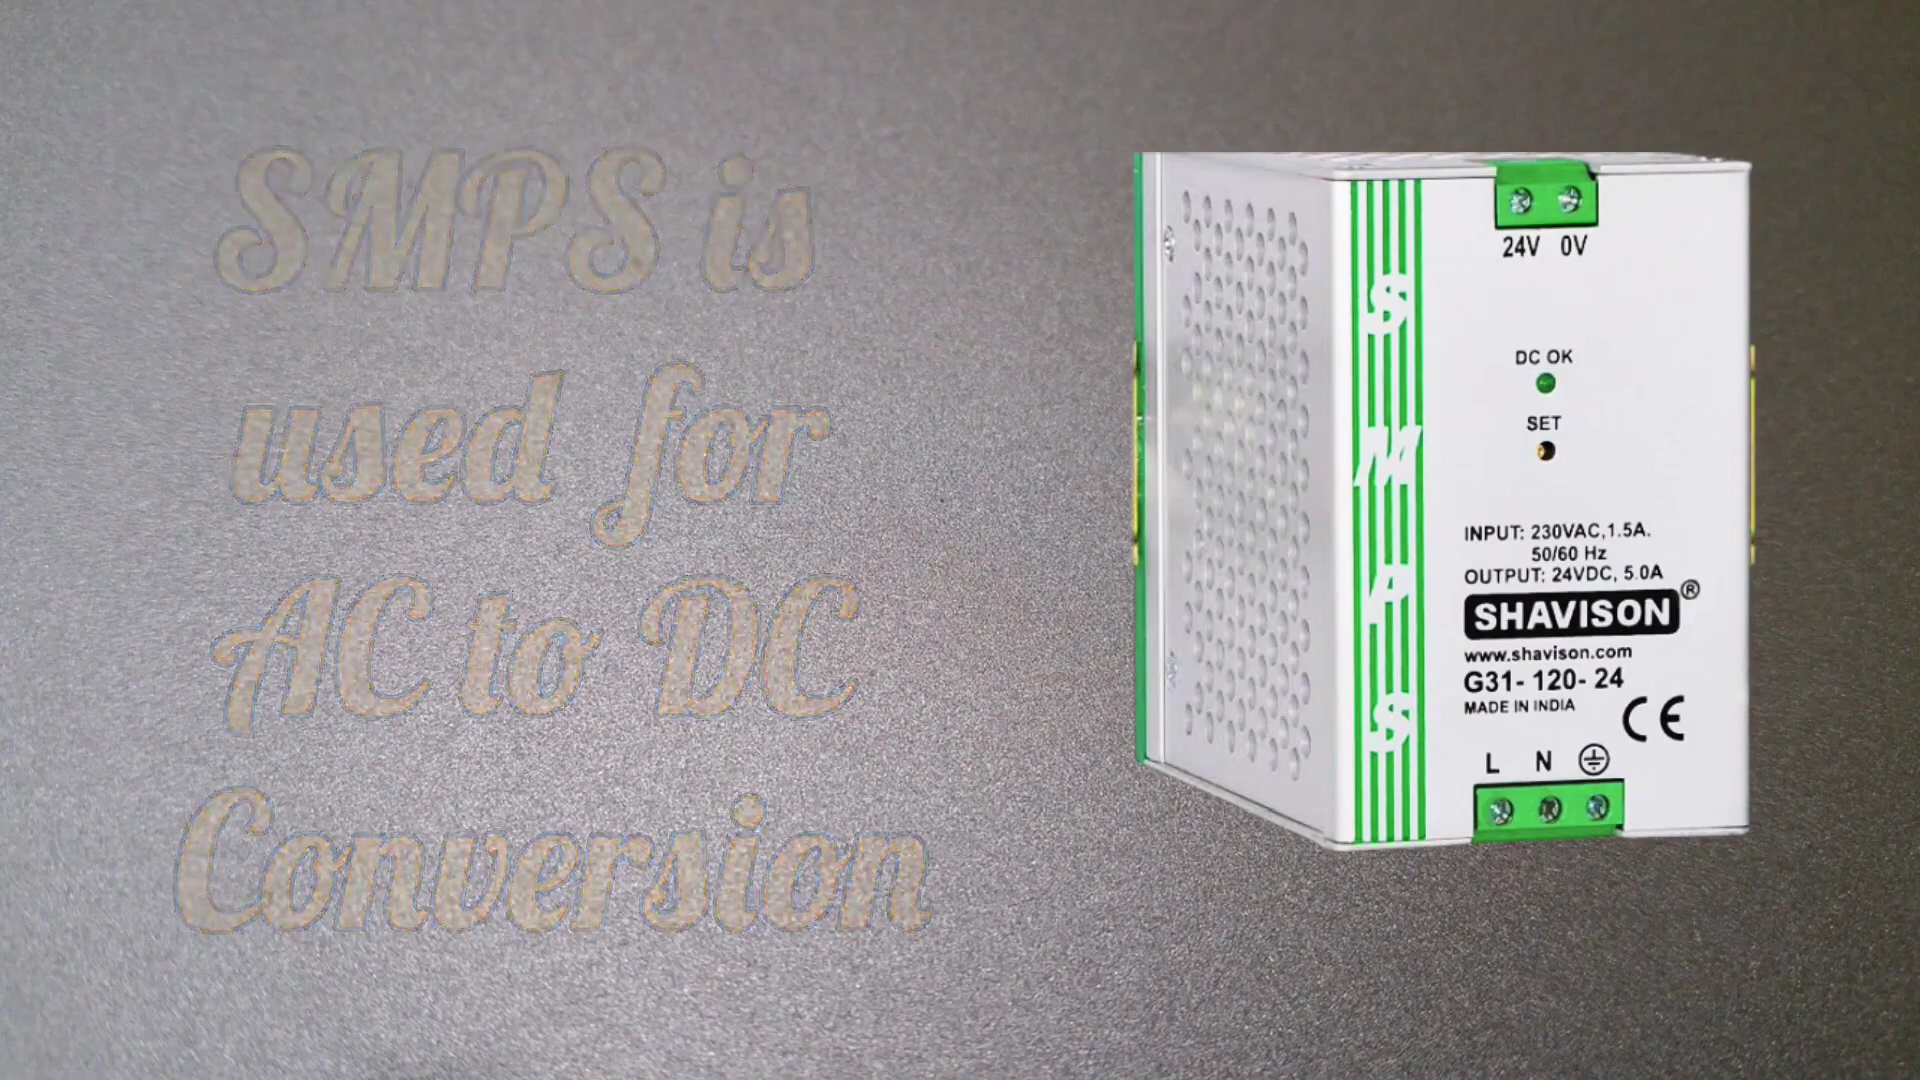 SMPS is
used for
AC to DC
Conversion
24V 0V
DC OK
SET
INPUT: 230VAC,1.5A.
50/60 Hz
OUTPUT: 24VDC, 5.0A
SHAVISON®
www.shavison.com
G31- 120- 24
MADE IN INDIA
CE
L N
S
M
P
S